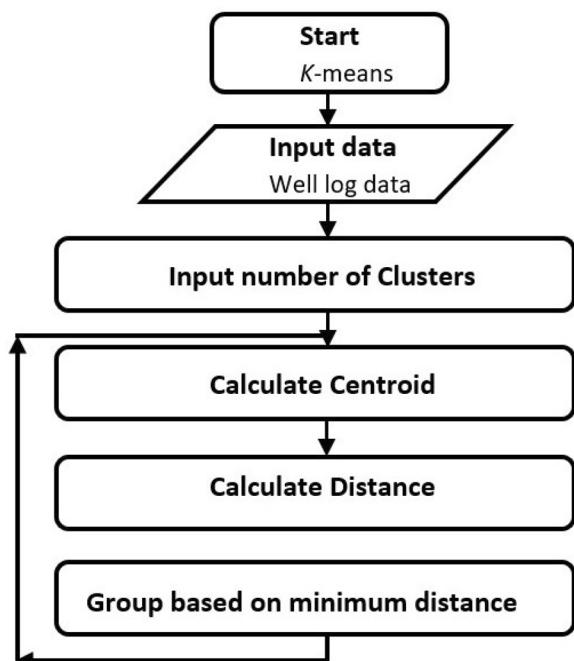 Start
K-means
Input data
Well log data
Input number of Clusters
Calculate Centroid
Calculate Distance
Group based on minimum distance